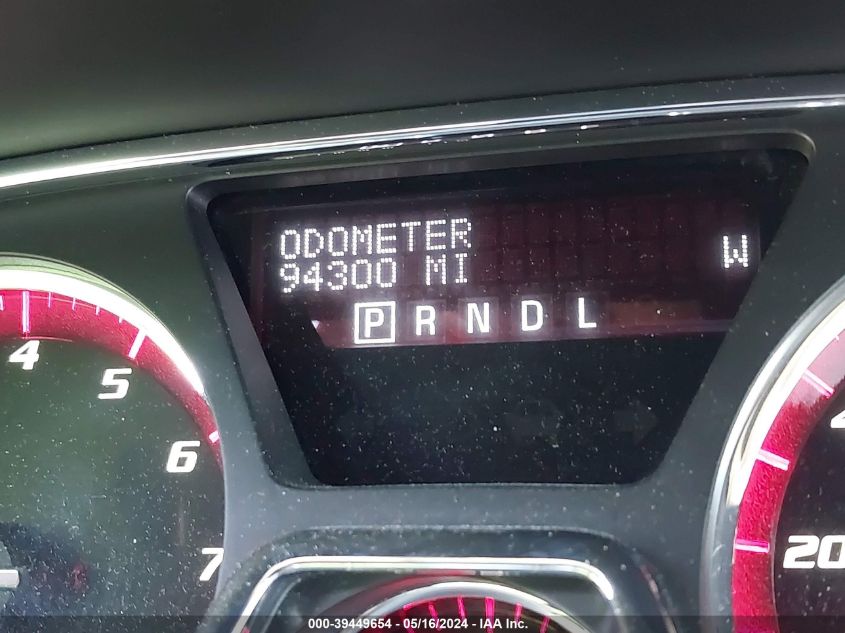 ODOMETER
94300 MI
W
P R N D L
4
5
6
7
20
000-39449654 - 05/16/2024 - IAA Inc.